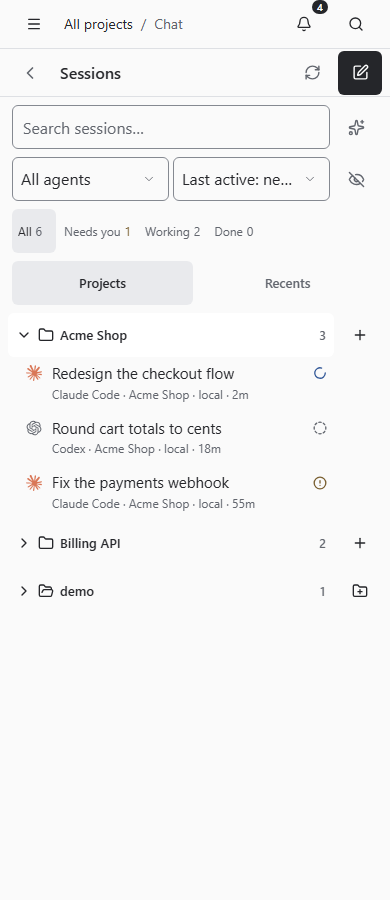 4
All projects / Chat
Sessions
Search sessions...
All agents
Last active: ne...
All 6 Needs you 1 Working 2 Done 0
Projects Recents
Acme Shop 3
Redesign the checkout flow
Claude Code · Acme Shop · local · 2m
Round cart totals to cents
Codex · Acme Shop · local · 18m
Fix the payments webhook
Claude Code · Acme Shop · local · 55m
Billing API 2
demo 1